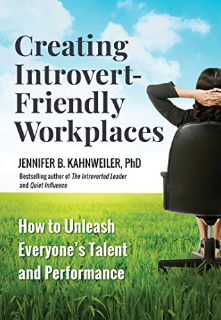 Creating
Introvert-
Friendly
Workplaces
JENNIFER B. KAHNWEILER, PhD
Bestselling author of The Introverted Leader
and Quiet Influence
How to Unleash
Everyone's Talent
and Performance